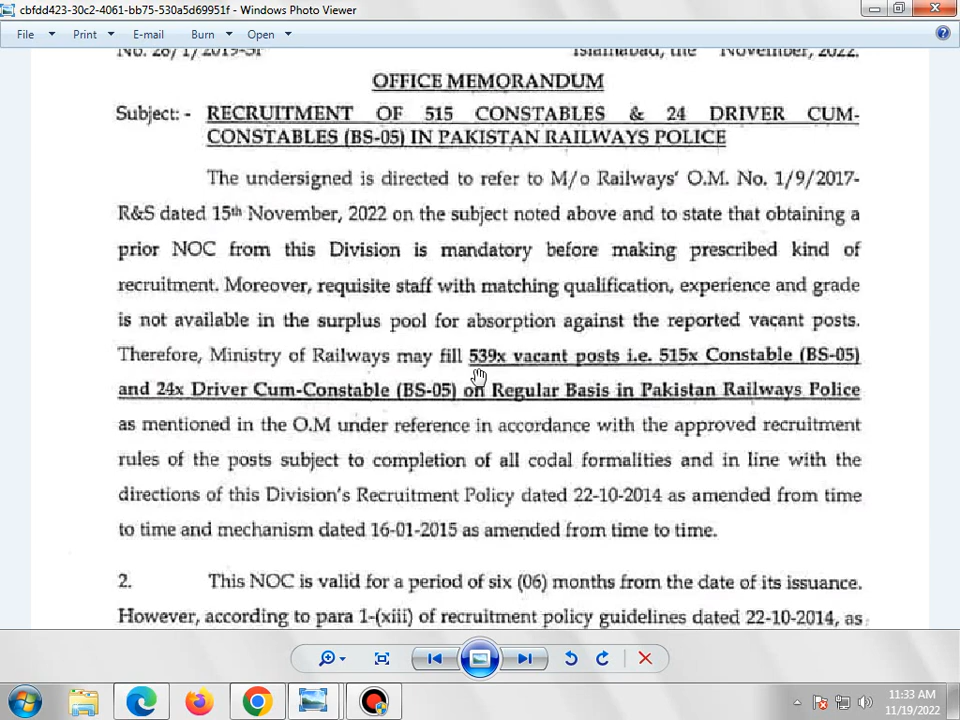 cbfdd423-30c2-4061-bb75-530a5d69951f - Windows Photo Viewer
File Print E-mail Burn Open
No. 28/1/2019-SP Islamabad, the November, 2022.
OFFICE MEMORANDUM
Subject: - RECRUITMENT OF 515 CONSTABLES & 24 DRIVER CUM-
CONSTABLES (BS-05) IN PAKISTAN RAILWAYS POLICE
The undersigned is directed to refer to M/o Railways' O.M. No. 1/9/2017-
R&S dated 15th November, 2022 on the subject noted above and to state that obtaining a
prior NOC from this Division is mandatory before making prescribed kind of
recruitment. Moreover, requisite staff with matching qualification, experience and grade
is not available in the surplus pool for absorption against the reported vacant posts.
Therefore, Ministry of Railways may fill 539x vacant posts i.e. 515x Constable (BS-05)
and 24x Driver Cum-Constable (BS-05) on Regular Basis in Pakistan Railways Police
as mentioned in the O.M under reference in accordance with the approved recruitment
rules of the posts subject to completion of all codal formalities and in line with the
directions of this Division's Recruitment Policy dated 22-10-2014 as amended from time
to time and mechanism dated 16-01-2015 as amended from time to time.
2. This NOC is valid for a period of six (06) months from the date of its issuance.
However, according to para 1-(xiii) of recruitment policy guidelines dated 22-10-2014, as
11:33 AM
11/19/2022